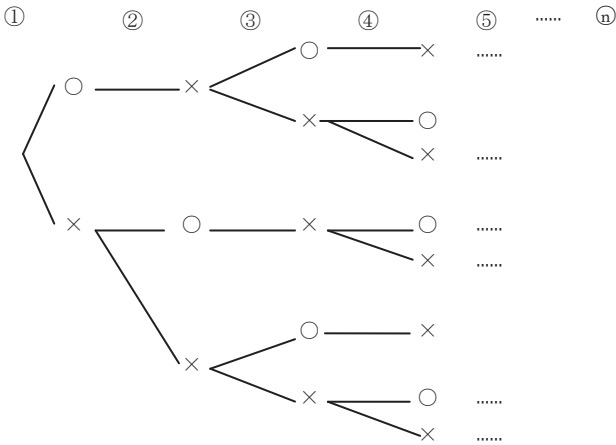 ① ② ③ ④ ⑤ ...... ⓝ
○ × ○ × ......
× ○
× ......
× ○ × ○ ......
× ......
× ○ ×
× ○ ......
× ......